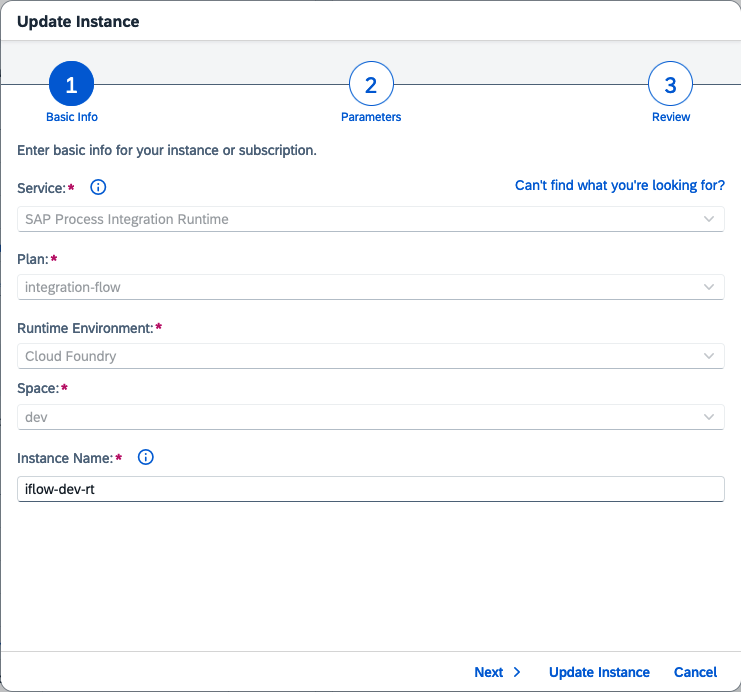 Update Instance
1
2
3
Basic Info
Parameters
Review
Enter basic info for your instance or subscription.
Service:*
Can't find what you're looking for?
SAP Process Integration Runtime
Plan:*
integration-flow
Runtime Environment:*
Cloud Foundry
Space:*
dev
Instance Name:*
iflow-dev-rt
Next
Update Instance
Cancel